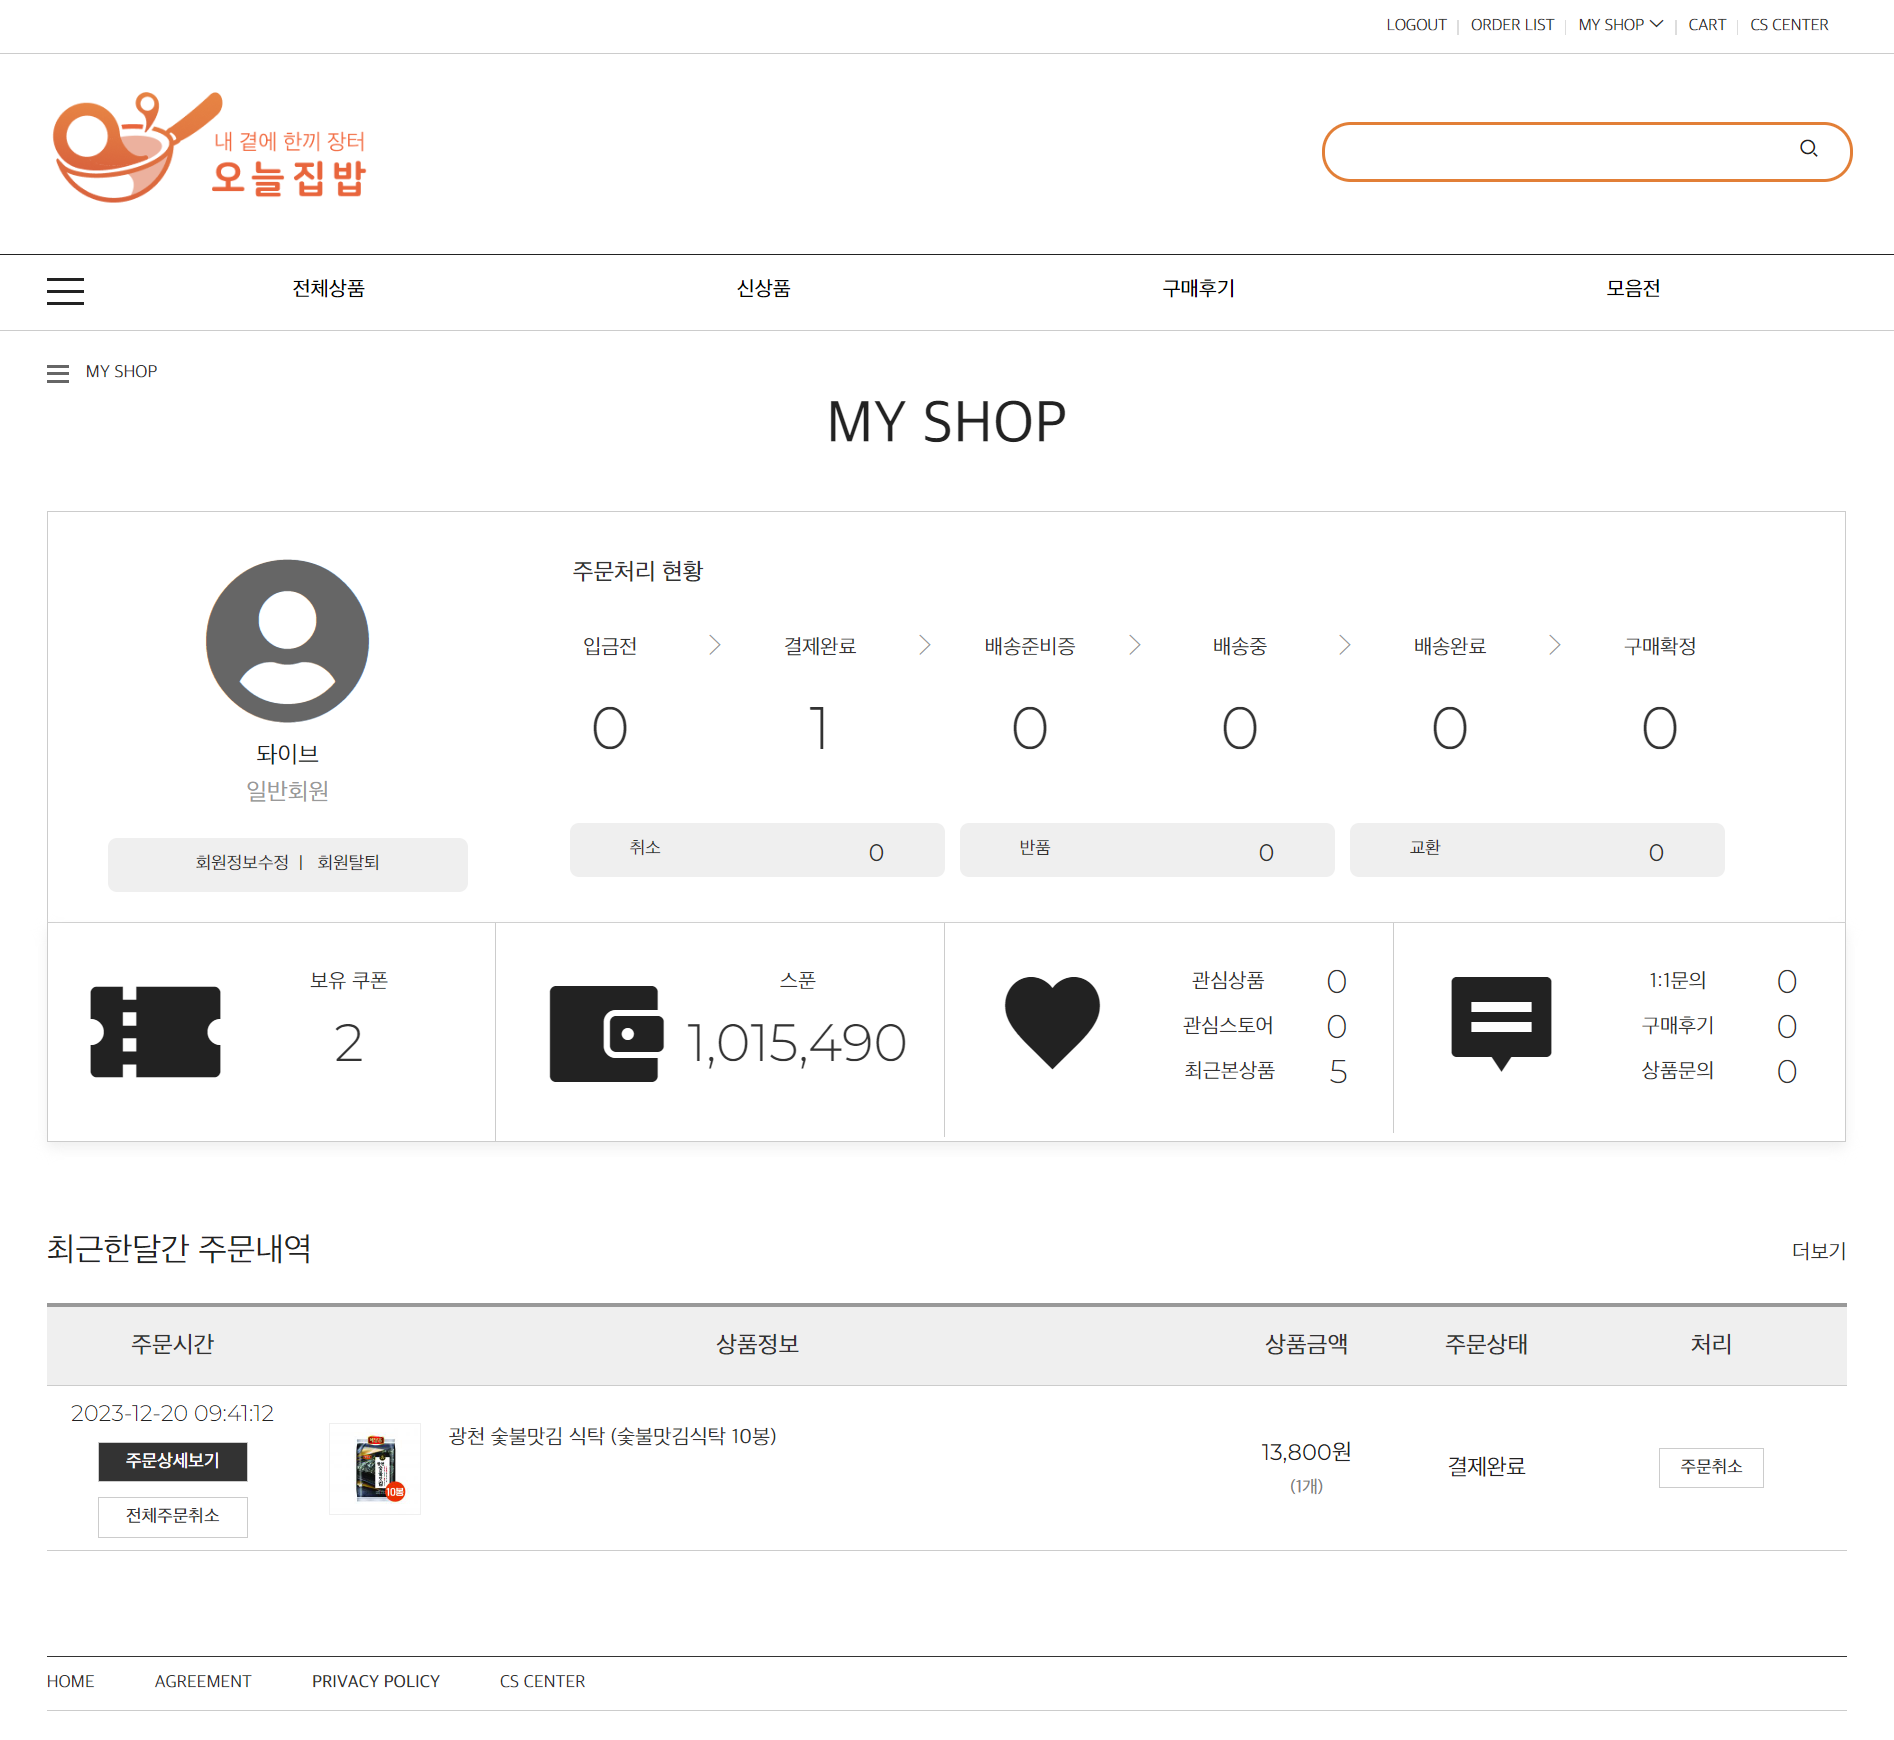 LOGOUT | ORDER LIST | MY SHOP | CART | CS CENTER
내 곁에 한끼 장터
오늘집밥
전체상품 신상품 구매후기 모음전
MY SHOP
MY SHOP
주문처리 현황
입금전 결제완료 배송준비증 배송중 배송완료 구매확정
0 1 0 0 0 0
돠이브
일반회원
회원정보수정 | 회원탈퇴
취소 0 반품 0 교환 0
보유 쿠폰
2
스푼
1,015,490
관심상품 0
관심스토어 0
최근본상품 5
1:1문의 0
구매후기 0
상품문의 0
최근한달간 주문내역
더보기
주문시간 상품정보 상품금액 주문상태 처리
2023-12-20 09:41:12
주문상세보기
전체주문취소
10봉
광천 숯불맛김 식탁 (숯불맛김식탁 10봉)
13,800원
(1개)
결제완료
주문취소
HOME AGREEMENT PRIVACY POLICY CS CENTER